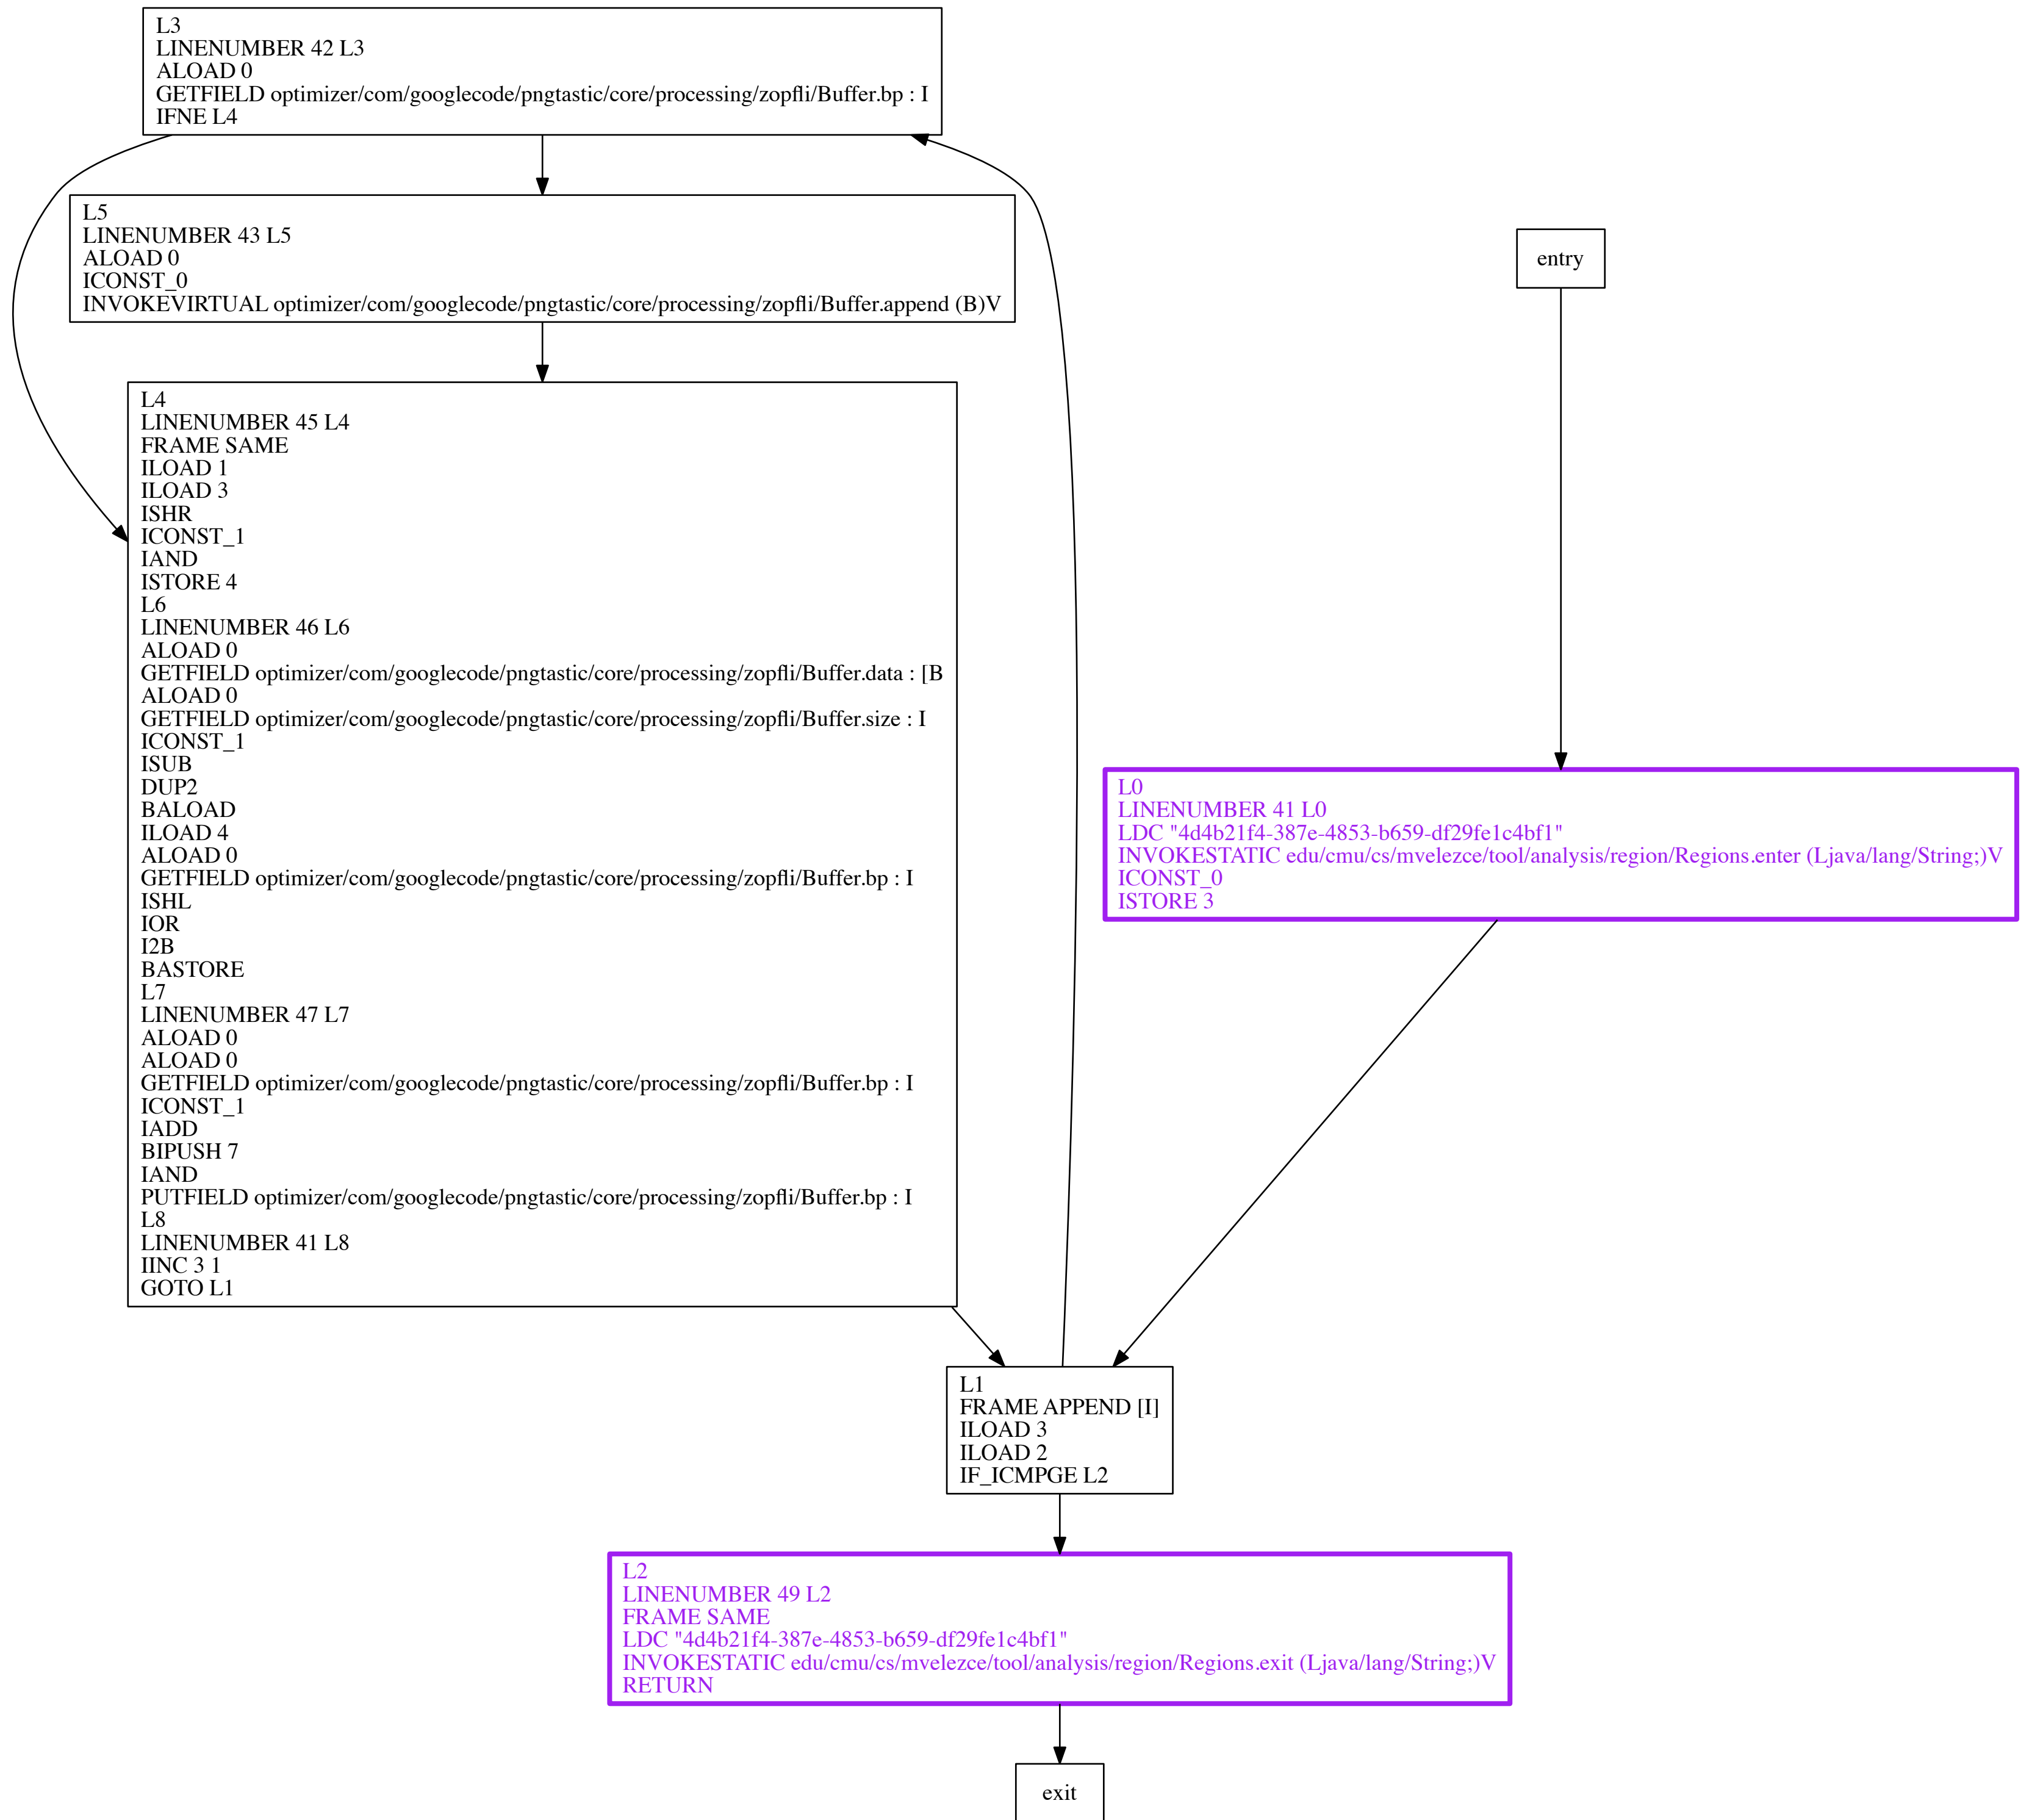 L3
LINENUMBER 42 L3
ALOAD 0
GETFIELD optimizer/com/googlecode/pngtastic/core/processing/zopfli/Buffer.bp : I
IFNE L4
L5
LINENUMBER 43 L5
ALOAD 0
ICONST_0
INVOKEVIRTUAL optimizer/com/googlecode/pngtastic/core/processing/zopfli/Buffer.append (B)V
entry
L4
LINENUMBER 45 L4
FRAME SAME
ILOAD 1
ILOAD 3
ISHR
ICONST_1
IAND
ISTORE 4
L6
LINENUMBER 46 L6
ALOAD 0
GETFIELD optimizer/com/googlecode/pngtastic/core/processing/zopfli/Buffer.data : [B
ALOAD 0
GETFIELD optimizer/com/googlecode/pngtastic/core/processing/zopfli/Buffer.size : I
ICONST_1
ISUB
DUP2
BALOAD
ILOAD 4
ALOAD 0
GETFIELD optimizer/com/googlecode/pngtastic/core/processing/zopfli/Buffer.bp : I
ISHL
IOR
I2B
BASTORE
L7
LINENUMBER 47 L7
ALOAD 0
ALOAD 0
GETFIELD optimizer/com/googlecode/pngtastic/core/processing/zopfli/Buffer.bp : I
ICONST_1
IADD
BIPUSH 7
IAND
PUTFIELD optimizer/com/googlecode/pngtastic/core/processing/zopfli/Buffer.bp : I
L8
LINENUMBER 41 L8
IINC 3 1
GOTO L1
L0
LINENUMBER 41 L0
LDC "4d4b21f4-387e-4853-b659-df29fe1c4bf1"
INVOKESTATIC edu/cmu/cs/mvelezce/tool/analysis/region/Regions.enter (Ljava/lang/String;)V
ICONST_0
ISTORE 3
L1
FRAME APPEND [I]
ILOAD 3
ILOAD 2
IF_ICMPGE L2
L2
LINENUMBER 49 L2
FRAME SAME
LDC "4d4b21f4-387e-4853-b659-df29fe1c4bf1"
INVOKESTATIC edu/cmu/cs/mvelezce/tool/analysis/region/Regions.exit (Ljava/lang/String;)V
RETURN
exit